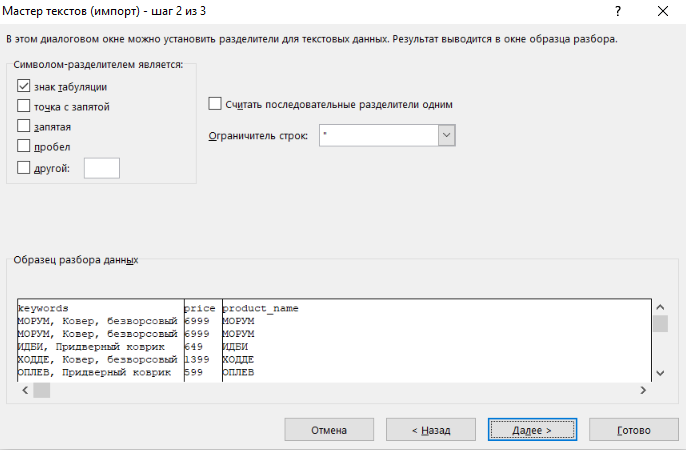 Мастер текстов (импорт) - шаг 2 из 3
?
В этом диалоговом окне можно установить разделители для текстовых данных. Результат выводится в окне образца разбора.
Символом-разделителем является:
знак табуляции
точка с запятой
запятая
пробел
другой:
Считать последовательные разделители одним
Ограничитель строк: "
Образец разбора данных
keywords price product_name
МОРУМ, Ковер, безворсовый 6999 МОРУМ
МОРУМ, Ковер, безворсовый 6999 МОРУМ
ИДБИ, Придверный коврик 649 ИДБИ
ХОДДЕ, Ковер, безворсовый 1399 ХОДДЕ
ОПЛЕВ, Придверный коврик 599 ОПЛЕВ
Отмена
< Назад
Далее >
Готово